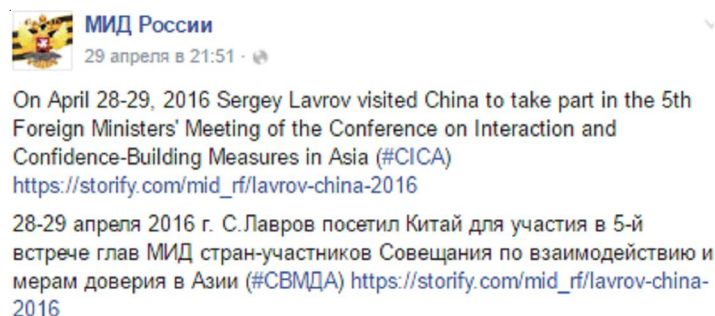 МИД России
29 апреля в 21:51 ·
On April 28-29, 2016 Sergey Lavrov visited China to take part in the 5th
Foreign Ministers' Meeting of the Conference on Interaction and
Confidence-Building Measures in Asia (#CICA)
https://storify.com/mid_rf/lavrov-china-2016
28-29 апреля 2016 г. С.Лавров посетил Китай для участия в 5-й
встрече глав МИД стран-участников Совещания по взаимодействию и
мерам доверия в Азии (#СВМДА) https://storify.com/mid_rf/lavrov-china-
2016